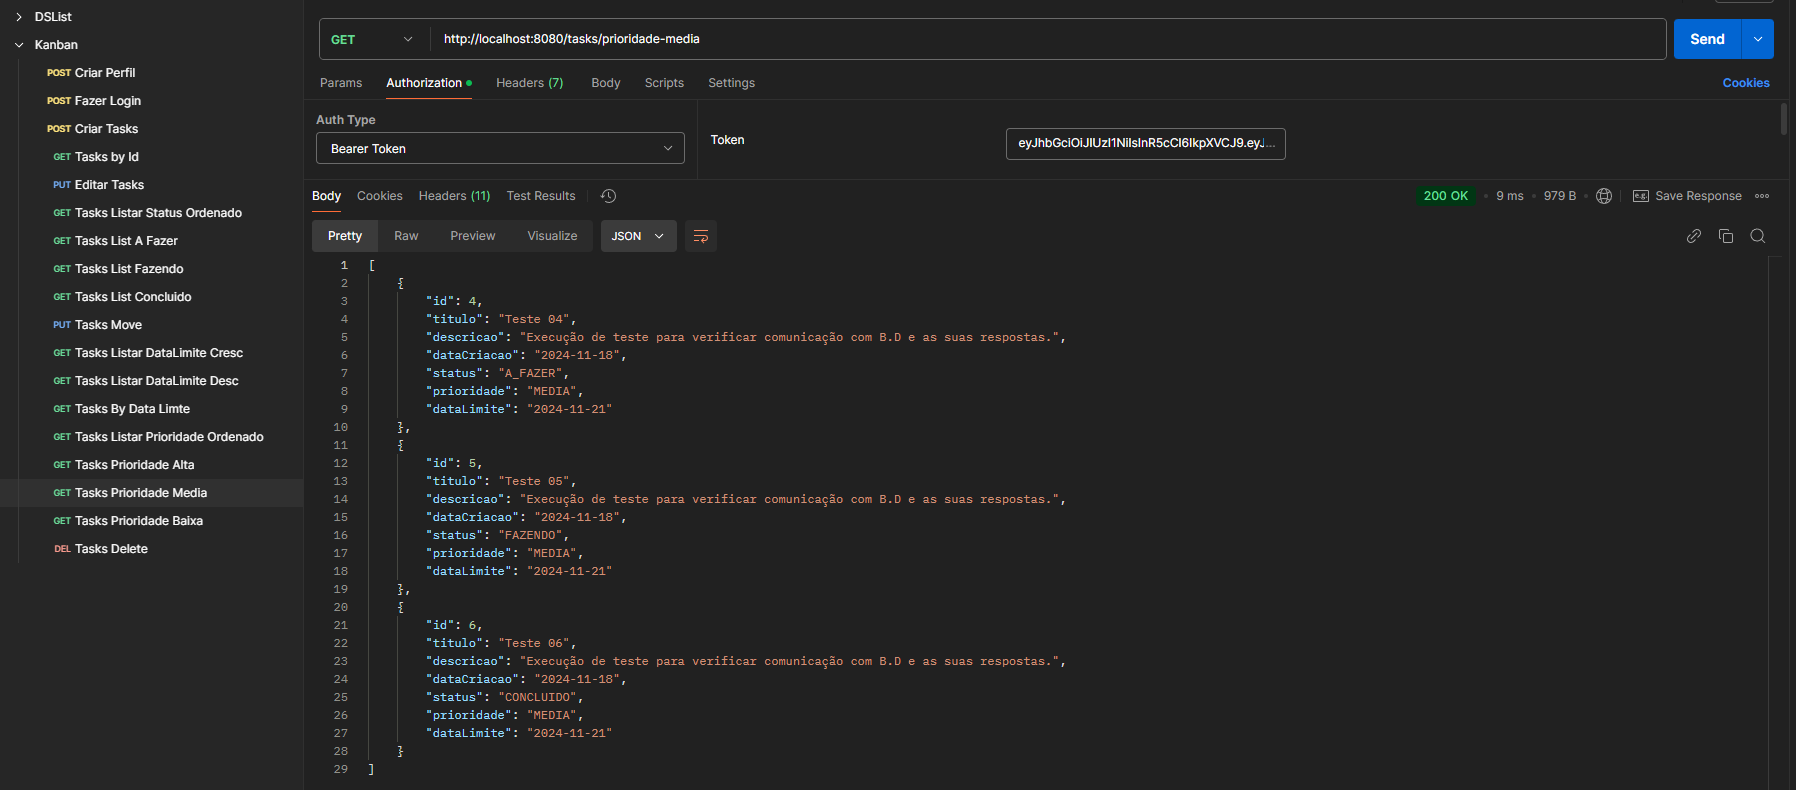 DSList
Kanban
POST Criar Perfil
POST Fazer Login
POST Criar Tasks
GET Tasks by Id
PUT Editar Tasks
GET Tasks Listar Status Ordenado
GET Tasks List A Fazer
GET Tasks List Fazendo
GET Tasks List Concluido
PUT Tasks Move
GET Tasks Listar DataLimite Cresc
GET Tasks Listar DataLimite Desc
GET Tasks By Data Limte
GET Tasks Listar Prioridade Ordenado
GET Tasks Prioridade Alta
GET Tasks Prioridade Media
GET Tasks Prioridade Baixa
DEL Tasks Delete
GET http://localhost:8080/tasks/prioridade-media Send
Params Authorization Headers (7) Body Scripts Settings Cookies
Auth Type
Bearer Token
Token
eyJhbGciOiJIUzI1NiIsInR5cCI6IkpXVCJ9.eyJ...
Body Cookies Headers (11) Test Results 200 OK • 9 ms • 979 B • e.g. Save Response
Pretty Raw Preview Visualize JSON
1 [
2 {
3 "id": 4,
4 "titulo": "Teste 04",
5 "descricao": "Execução de teste para verificar comunicação com B.D e as suas respostas.",
6 "dataCriacao": "2024-11-18",
7 "status": "A_FAZER",
8 "prioridade": "MEDIA",
9 "dataLimite": "2024-11-21"
10 },
11 {
12 "id": 5,
13 "titulo": "Teste 05",
14 "descricao": "Execução de teste para verificar comunicação com B.D e as suas respostas.",
15 "dataCriacao": "2024-11-18",
16 "status": "FAZENDO",
17 "prioridade": "MEDIA",
18 "dataLimite": "2024-11-21"
19 },
20 {
21 "id": 6,
22 "titulo": "Teste 06",
23 "descricao": "Execução de teste para verificar comunicação com B.D e as suas respostas.",
24 "dataCriacao": "2024-11-18",
25 "status": "CONCLUIDO",
26 "prioridade": "MEDIA",
27 "dataLimite": "2024-11-21"
28 }
29 ]